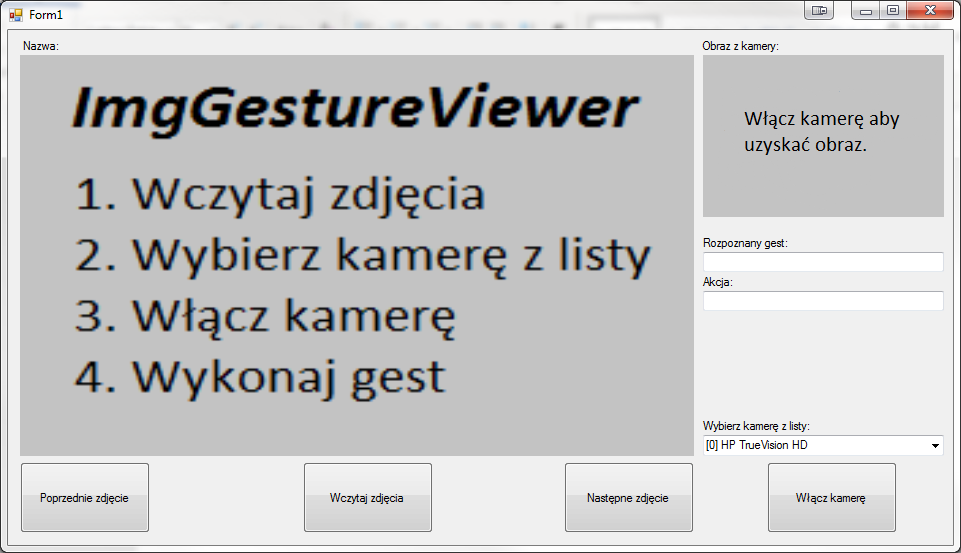 Form1
Nazwa:
ImgGestureViewer
1. Wczytaj zdjęcia
2. Wybierz kamerę z listy
3. Włącz kamerę
4. Wykonaj gest
Obraz z kamery:
Włącz kamerę aby
uzyskać obraz.
Rozpoznany gest:
Akcja:
Wybierz kamerę z listy:
[0] HP TrueVision HD
Poprzednie zdjęcie
Wczytaj zdjęcia
Następne zdjęcie
Włącz kamerę